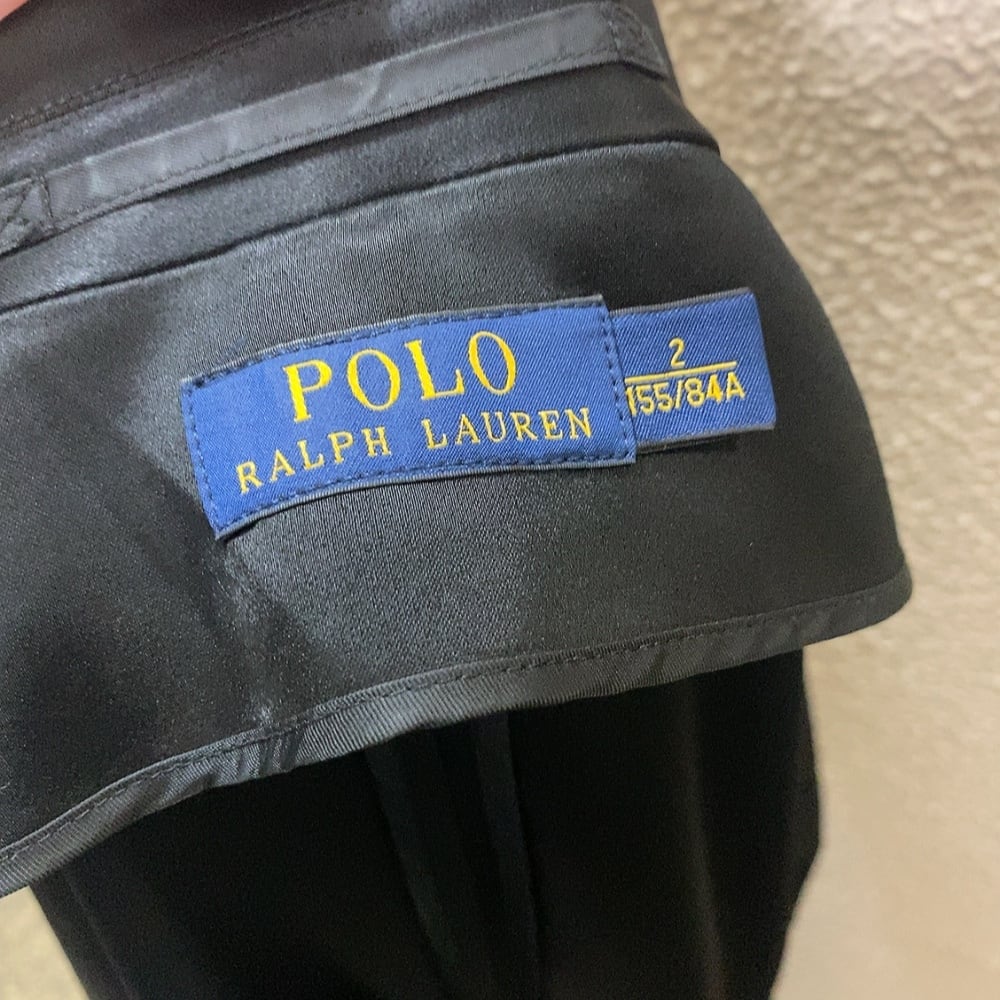 POLO
RALPH LAUREN
2
155/84A